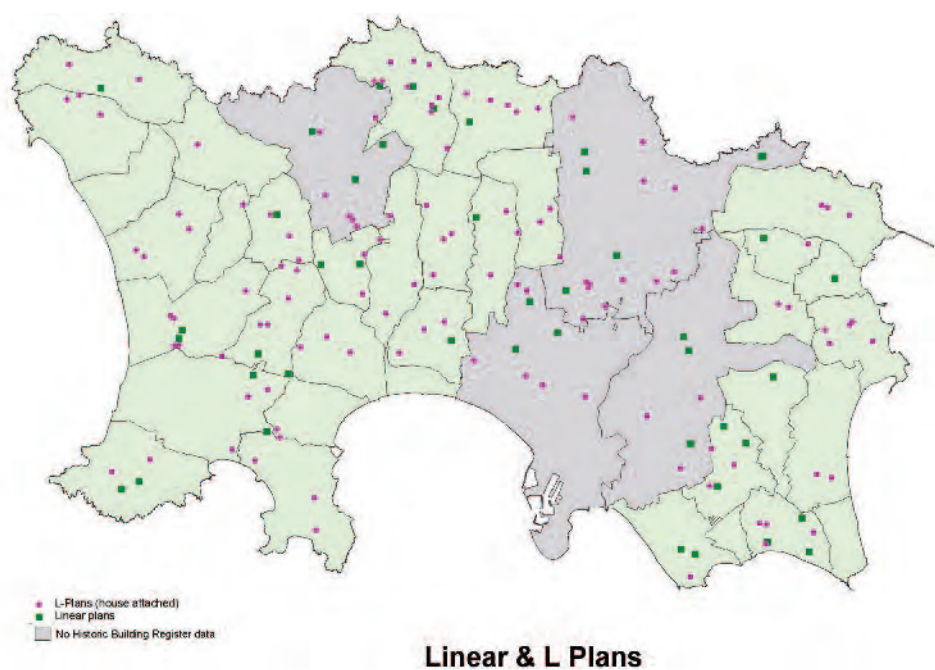 L-Plans (house attached)
Linear plans
No Historic Building Register data
Linear & L Plans